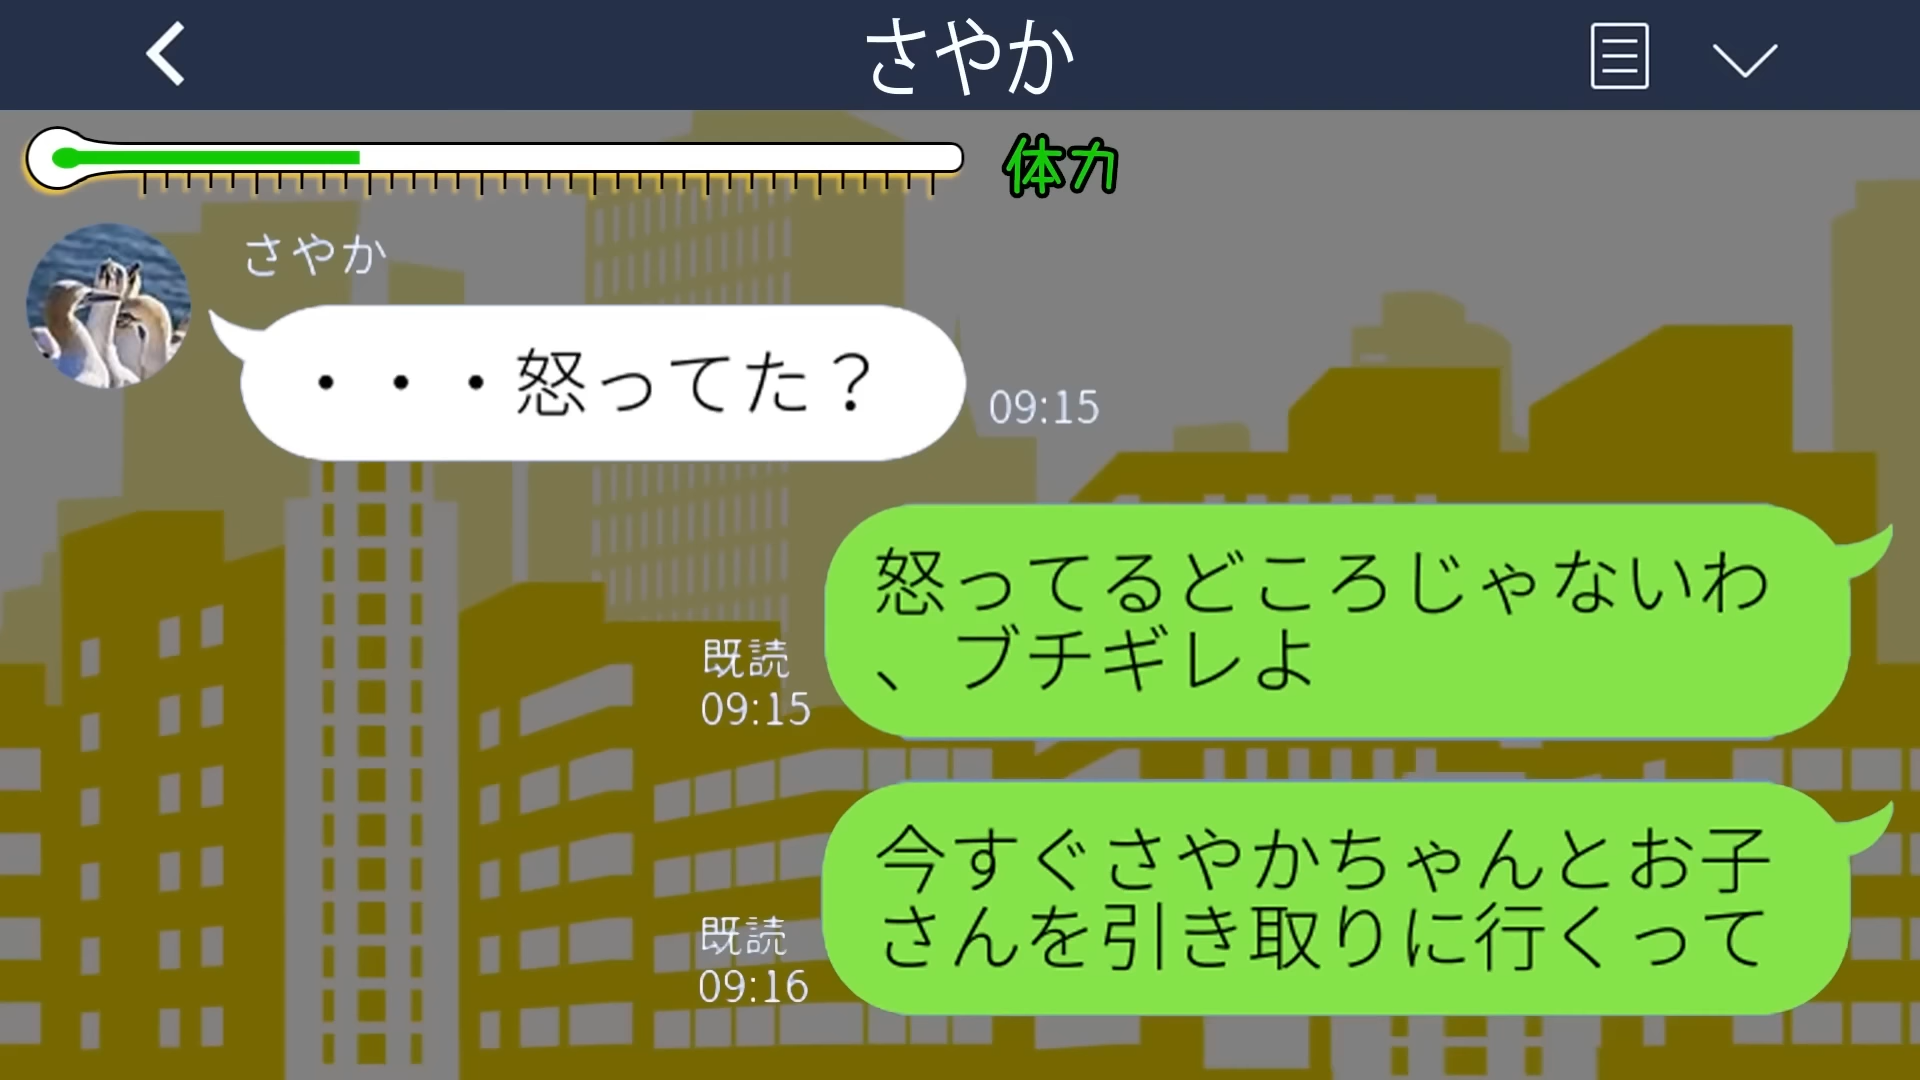 さやか
体力
さやか
・・・怒ってた？
09:15
怒ってるどころじゃないわ
、ブチギレよ
既読
09:15
今すぐさやかちゃんとお子
さんを引き取りに行くって
既読
09:16